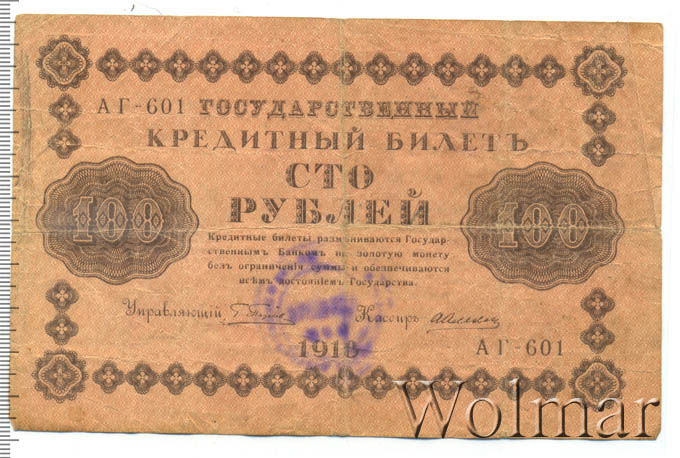 АГ-601 ГОСУДАРСТВЕННЫЙ
КРЕДИТНЫЙ БИЛЕТЪ
СТО
РУБЛЕЙ
100
100
Кредитные билеты размѣниваются Государ-
ственнымъ Банкомъ на золотую монету
безъ ограниченія суммы и обезпечиваются
всѣмъ достояніемъ Государства.
Управляющій
Кассиръ
1918
АГ-601
Wolmar